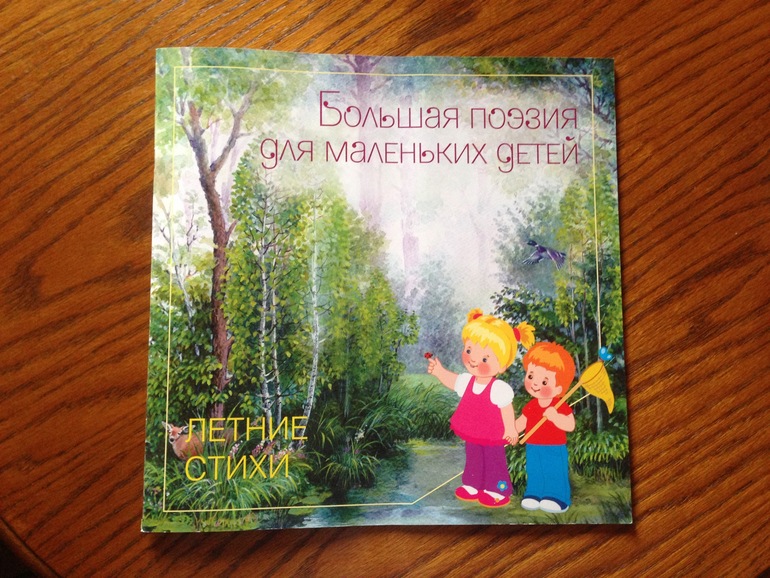 Большая поэзия
для маленьких детей
ЛЕТНИЕ
СТИХИ